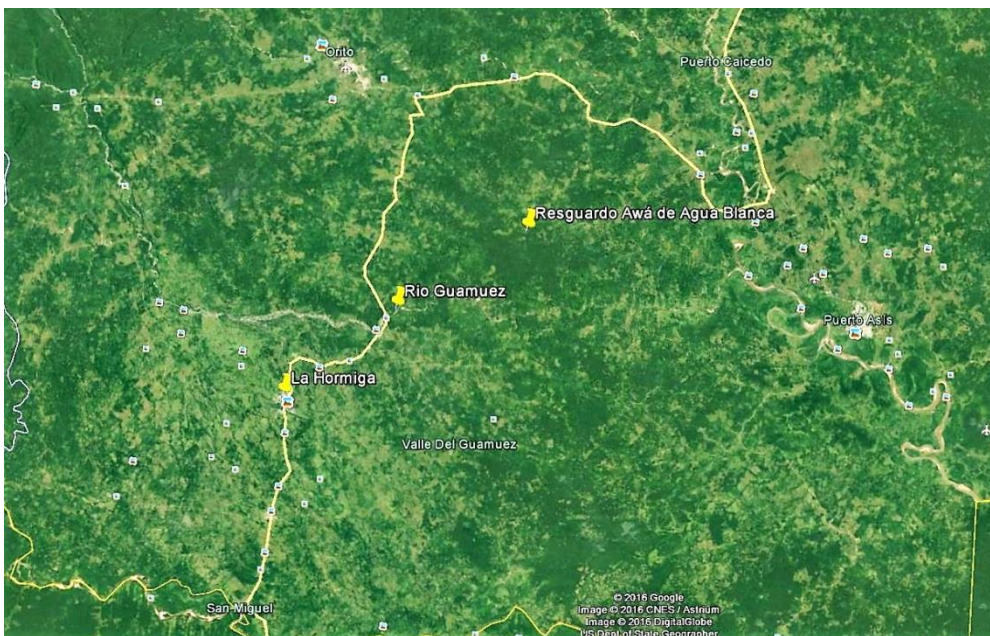 Orito
Puerto Caicedo
Resguardo Awá de Agua Blanca
Rio Guamuez
Puerto Asís
La Hormiga
Valle Del Guamuez
San Miguel
© 2016 Google
Image © 2016 CNES / Astrium
Image © 2016 DigitalGlobe
US Dept of State Geographer